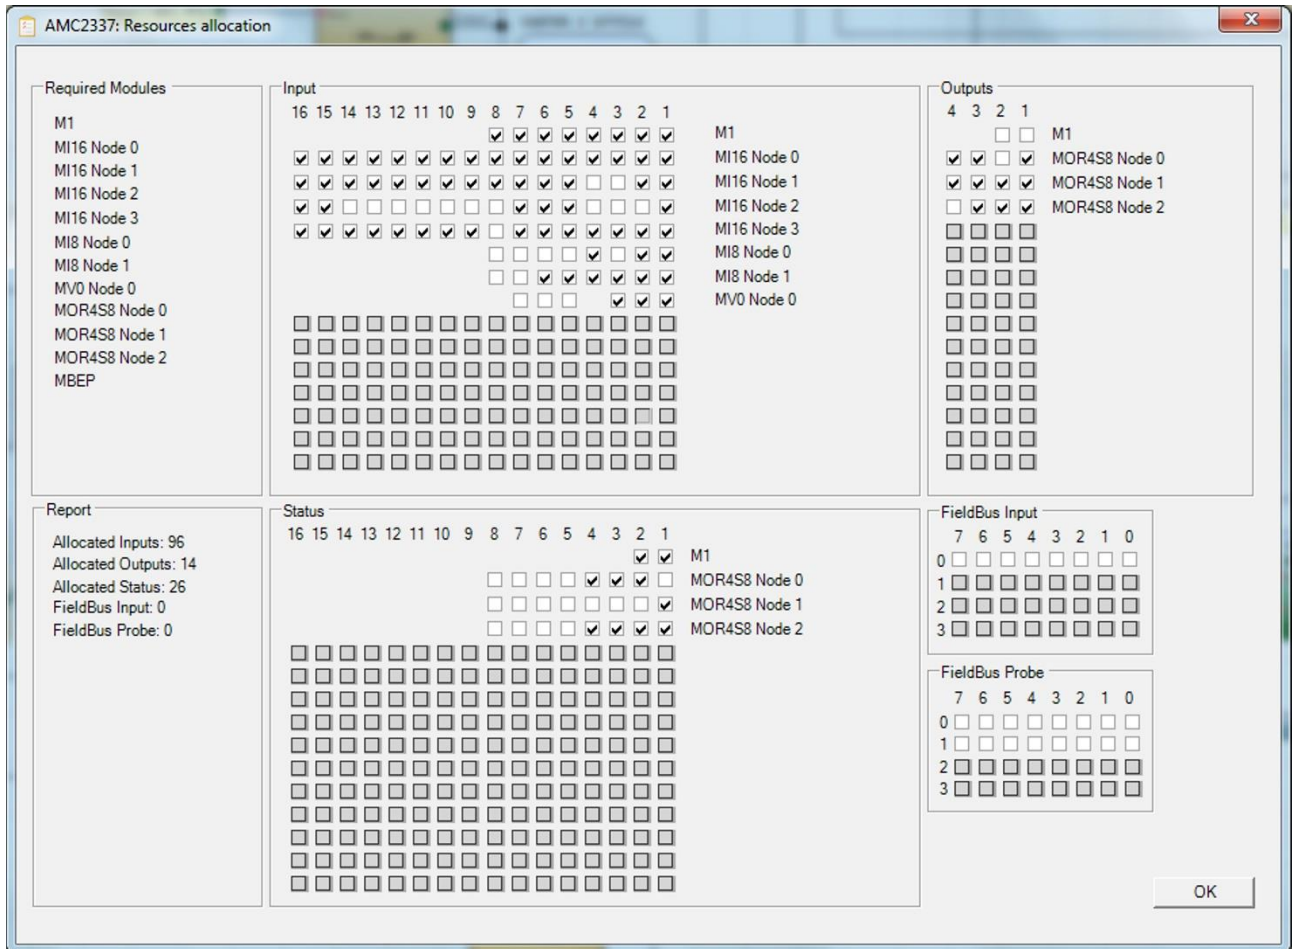 AMC2337: Resources allocation
Required Modules
M1
MI16 Node 0
MI16 Node 1
MI16 Node 2
MI16 Node 3
MI8 Node 0
MI8 Node 1
MV0 Node 0
MOR4S8 Node 0
MOR4S8 Node 1
MOR4S8 Node 2
MBEP
Input
16 15 14 13 12 11 10 9 8 7 6 5 4 3 2 1
M1
MI16 Node 0
MI16 Node 1
MI16 Node 2
MI16 Node 3
MI8 Node 0
MI8 Node 1
MV0 Node 0
Outputs
4 3 2 1
M1
MOR4S8 Node 0
MOR4S8 Node 1
MOR4S8 Node 2
Report
Allocated Inputs: 96
Allocated Outputs: 14
Allocated Status: 26
FieldBus Input: 0
FieldBus Probe: 0
Status
16 15 14 13 12 11 10 9 8 7 6 5 4 3 2 1
M1
MOR4S8 Node 0
MOR4S8 Node 1
MOR4S8 Node 2
FieldBus Input
7 6 5 4 3 2 1 0
0
1
2
3
FieldBus Probe
7 6 5 4 3 2 1 0
0
1
2
3
OK